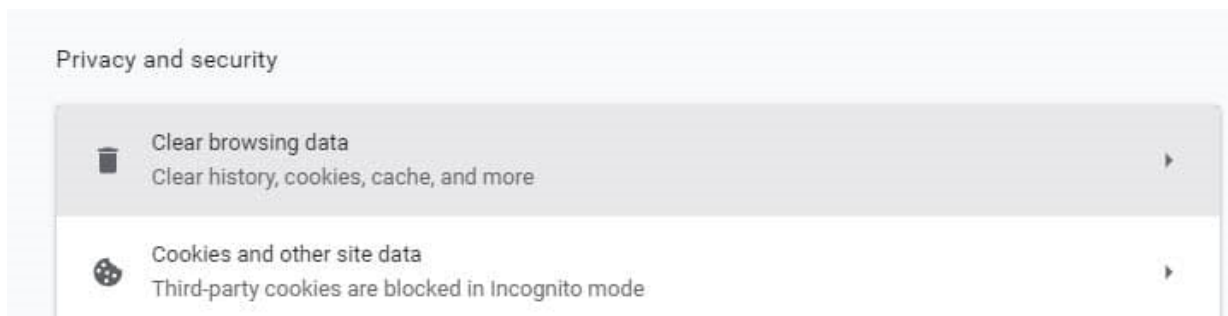 Privacy and security
Clear browsing data
Clear history, cookies, cache, and more
Cookies and other site data
Third-party cookies are blocked in Incognito mode